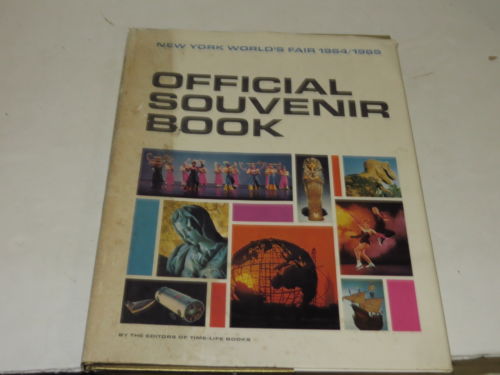 NEW YORK WORLD'S FAIR 1964/1965
OFFICIAL
SOUVENIR
BOOK
BY THE EDITORS OF TIME-LIFE BOOKS